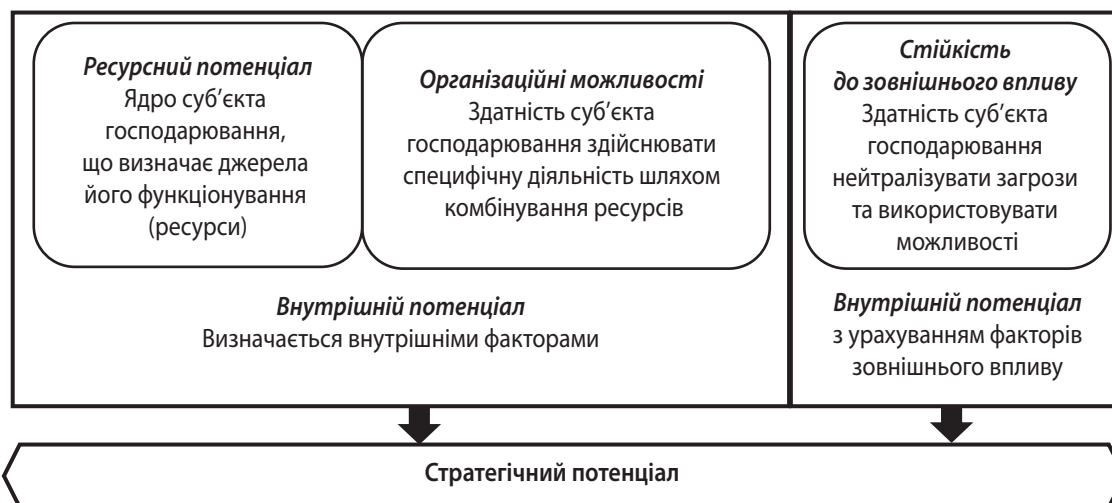 Ресурсний потенціал
Ядро суб’єкта
господарювання,
що визначає джерела
його функціонування
(ресурси)
Організаційні можливості
Здатність суб’єкта
господарювання здійснювати
специфічну діяльність шляхом
комбінування ресурсів
Внутрішній потенціал
Визначається внутрішніми факторами
Стійкість
до зовнішнього впливу
Здатність суб’єкта
господарювання
нейтралізувати загрози
та використовувати
можливості
Внутрішній потенціал
з урахуванням факторів
зовнішнього впливу
Стратегічний потенціал